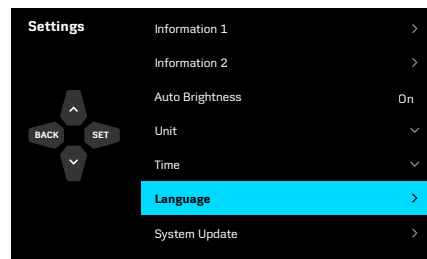 Settings
Information 1
Information 2
Auto Brightness On
BACK SET
Unit
Time
Language
System Update